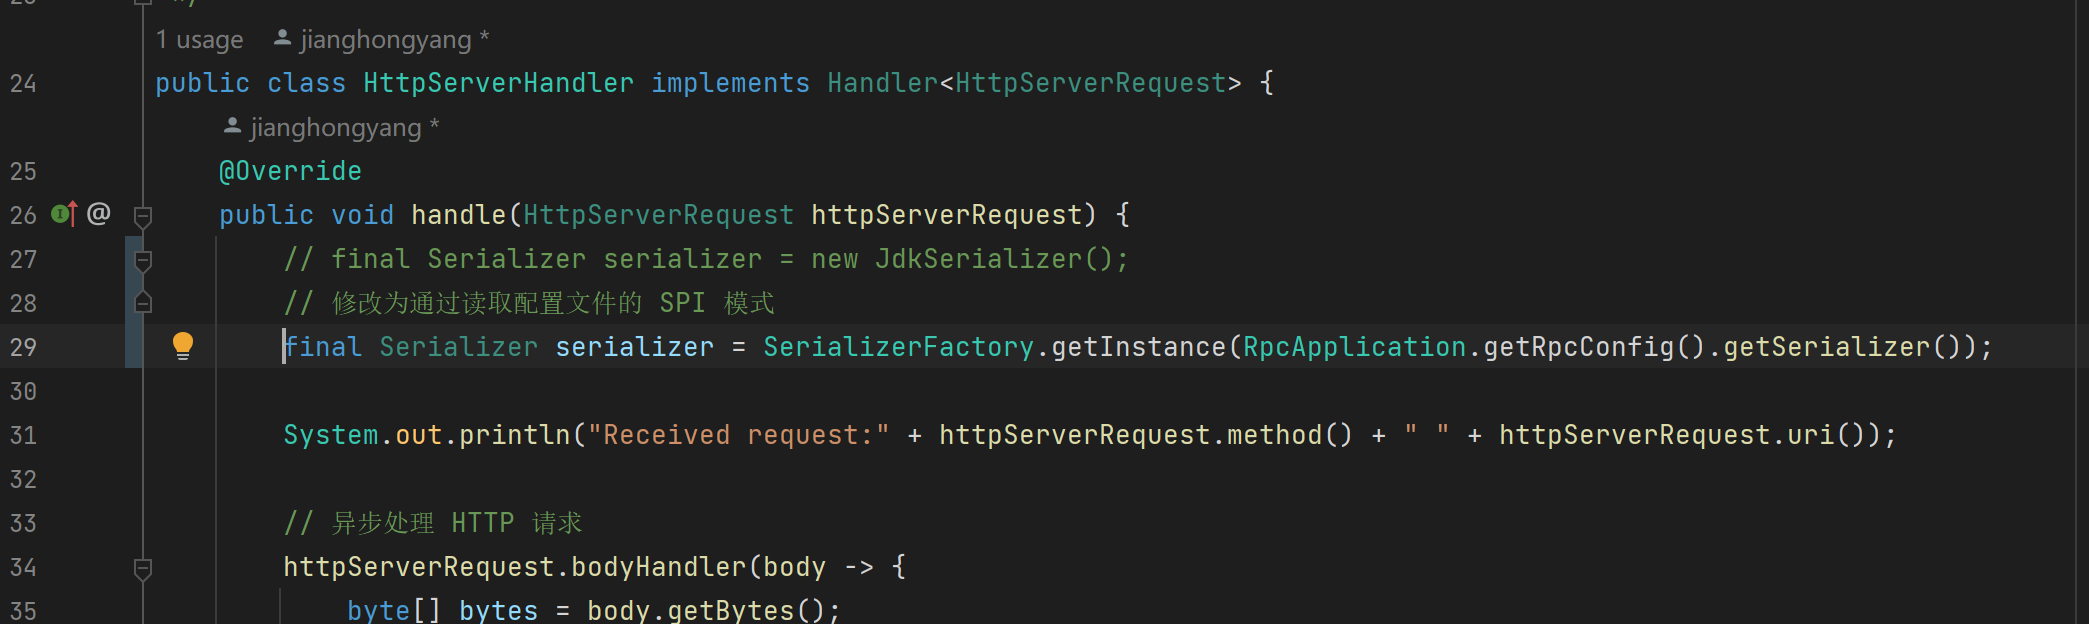 */
1 usage jianghongyang *
24 public class HttpServerHandler implements Handler<HttpServerRequest> {
jianghongyang *
25 @Override
26 @ public void handle(HttpServerRequest httpServerRequest) {
27 // final Serializer serializer = new JdkSerializer();
28 // 修改为通过读取配置文件的 SPI 模式
29 final Serializer serializer = SerializerFactory.getInstance(RpcApplication.getRpcConfig().getSerializer());
30
31 System.out.println("Received request:" + httpServerRequest.method() + " " + httpServerRequest.uri());
32
33 // 异步处理 HTTP 请求
34 httpServerRequest.bodyHandler(body -> {
35 byte[] bytes = body.getBytes();